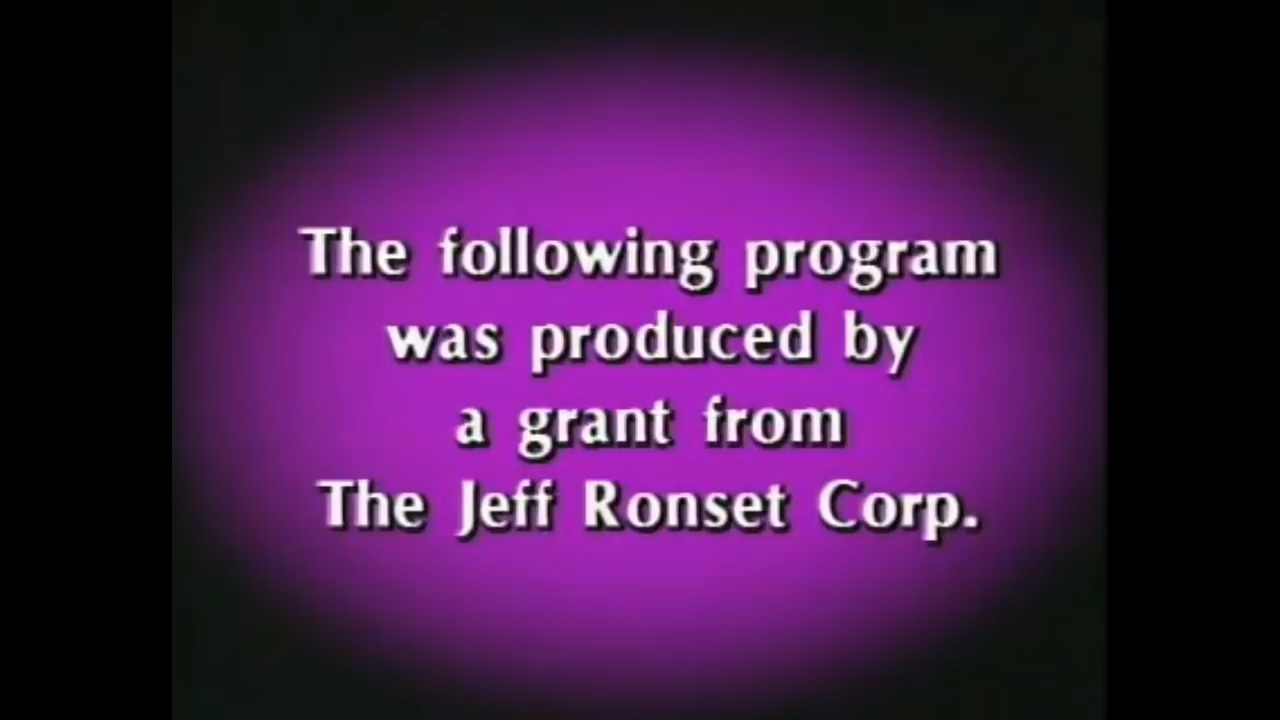 The following program
was produced by
a grant from
The Jeff Ronset Corp.